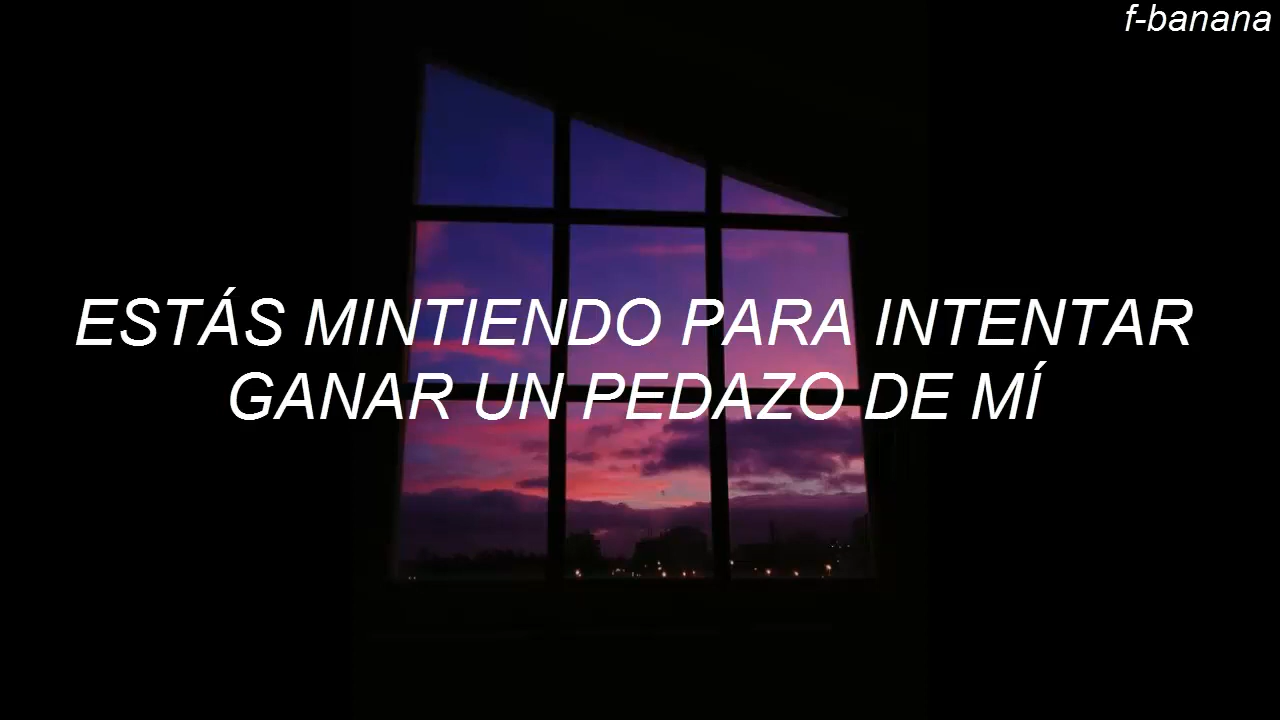 f-banana
ESTÁS MINTIENDO PARA INTENTAR
GANAR UN PEDAZO DE MÍ